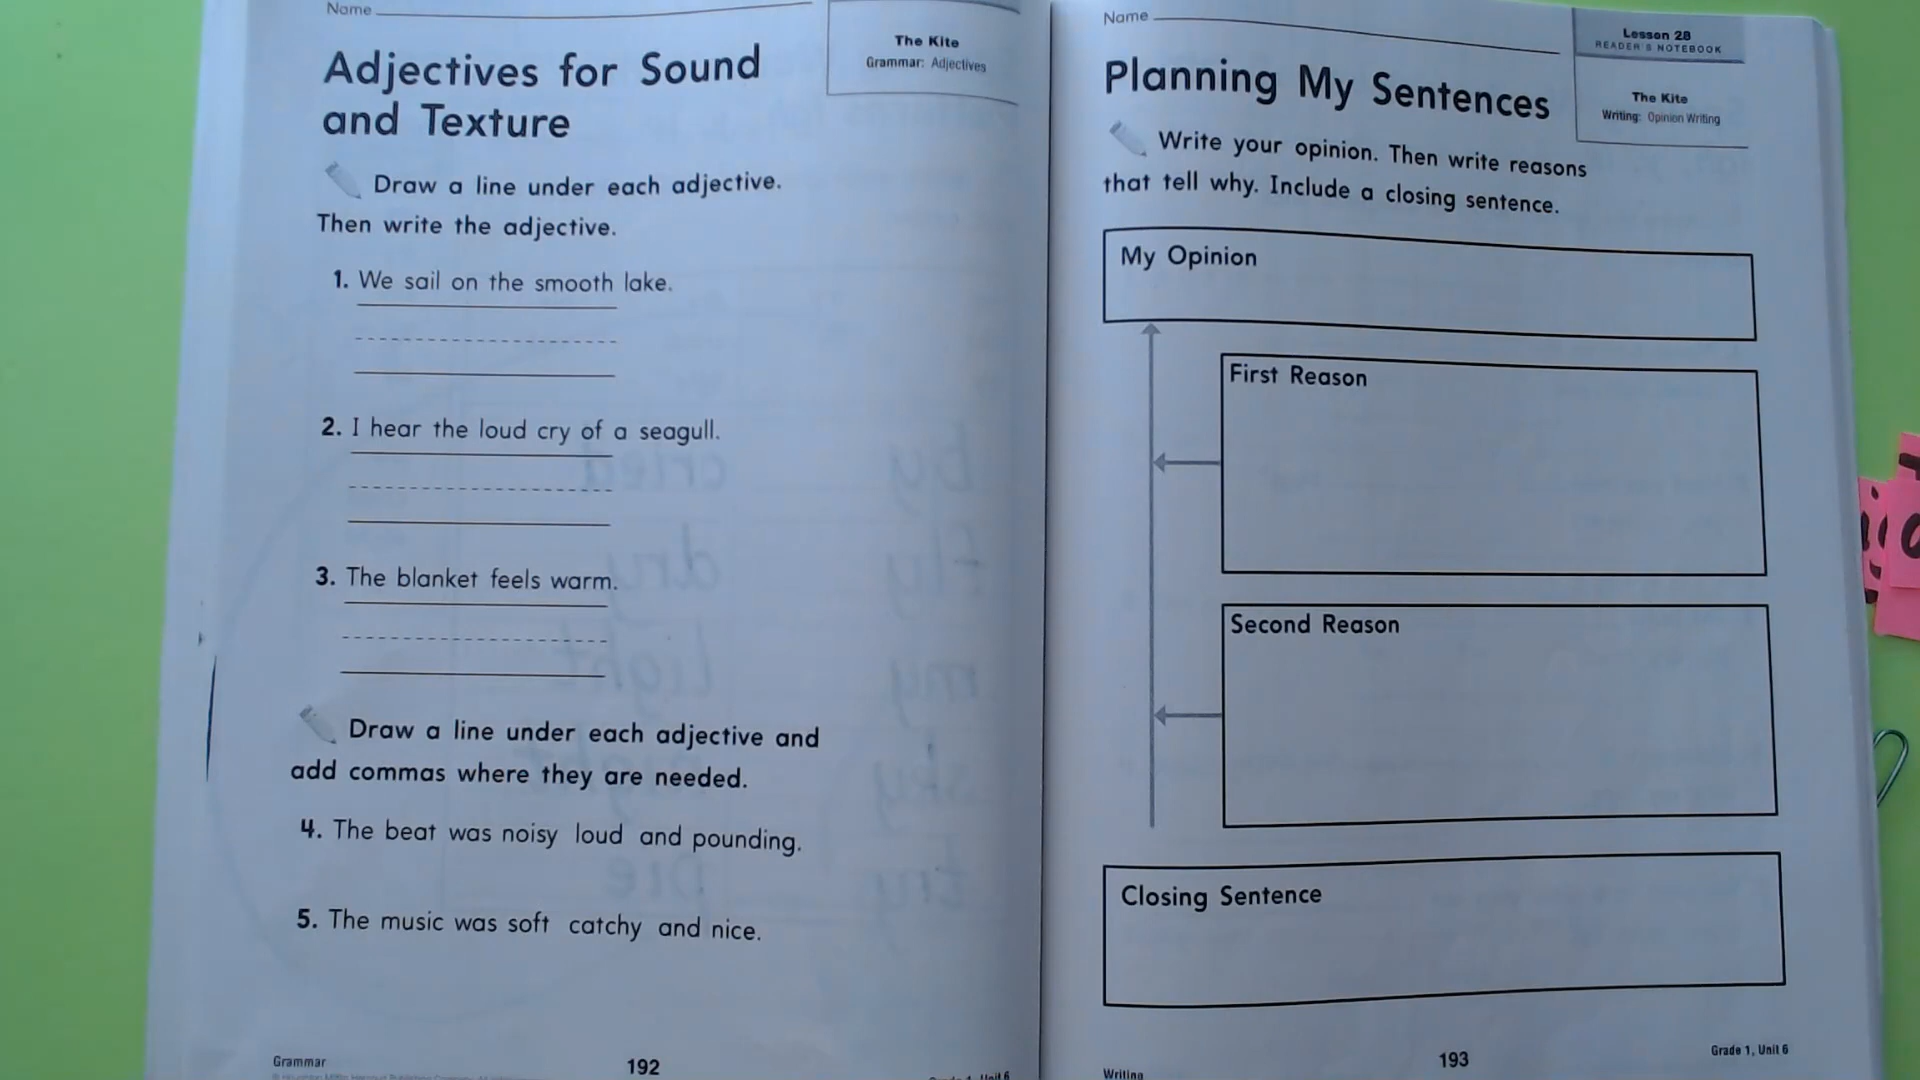 Name
The Kite
Grammar: Adjectives
Adjectives for Sound
and Texture
Draw a line under each adjective.
Then write the adjective.
1. We sail on the smooth lake.
2. I hear the loud cry of a seagull.
3. The blanket feels warm.
Draw a line under each adjective and
add commas where they are needed.
4. The beat was noisy loud and pounding.
5. The music was soft catchy and nice.
Grammar
192
Name
Lesson 28
READER'S NOTEBOOK
The Kite
Writing: Opinion Writing
Planning My Sentences
Write your opinion. Then write reasons
that tell why. Include a closing sentence.
My Opinion
First Reason
Second Reason
Closing Sentence
Writing
193
Grade 1, Unit 6